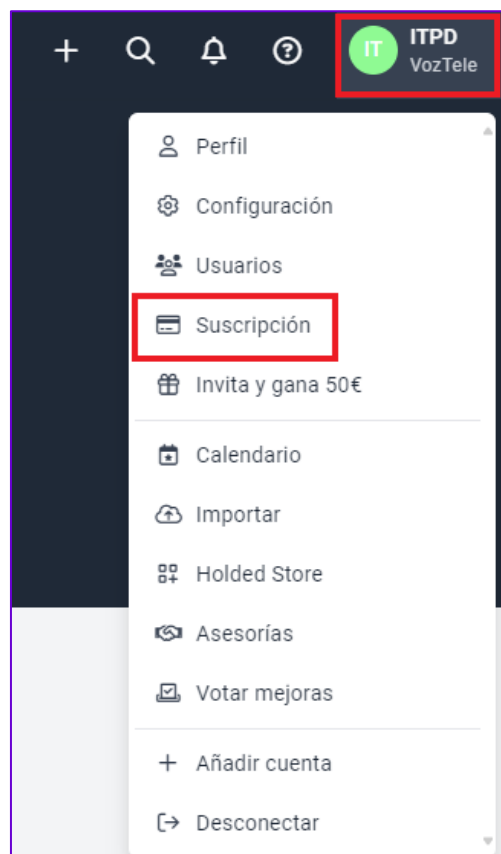 IT
ITPD
VozTele
Perfil
Configuración
Usuarios
Suscripción
Invita y gana 50€
Calendario
Importar
Holded Store
Asesorías
Votar mejoras
Añadir cuenta
Desconectar